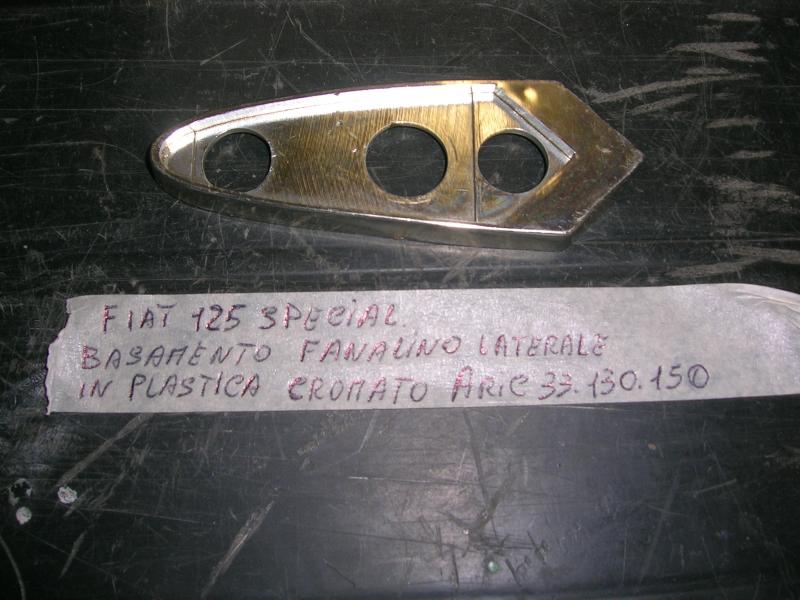 FIAT 125 SPECIAL.
BASAMENTO FANALINO LATERALE
IN PLASTICA CROMATO ARIC 33.130.150